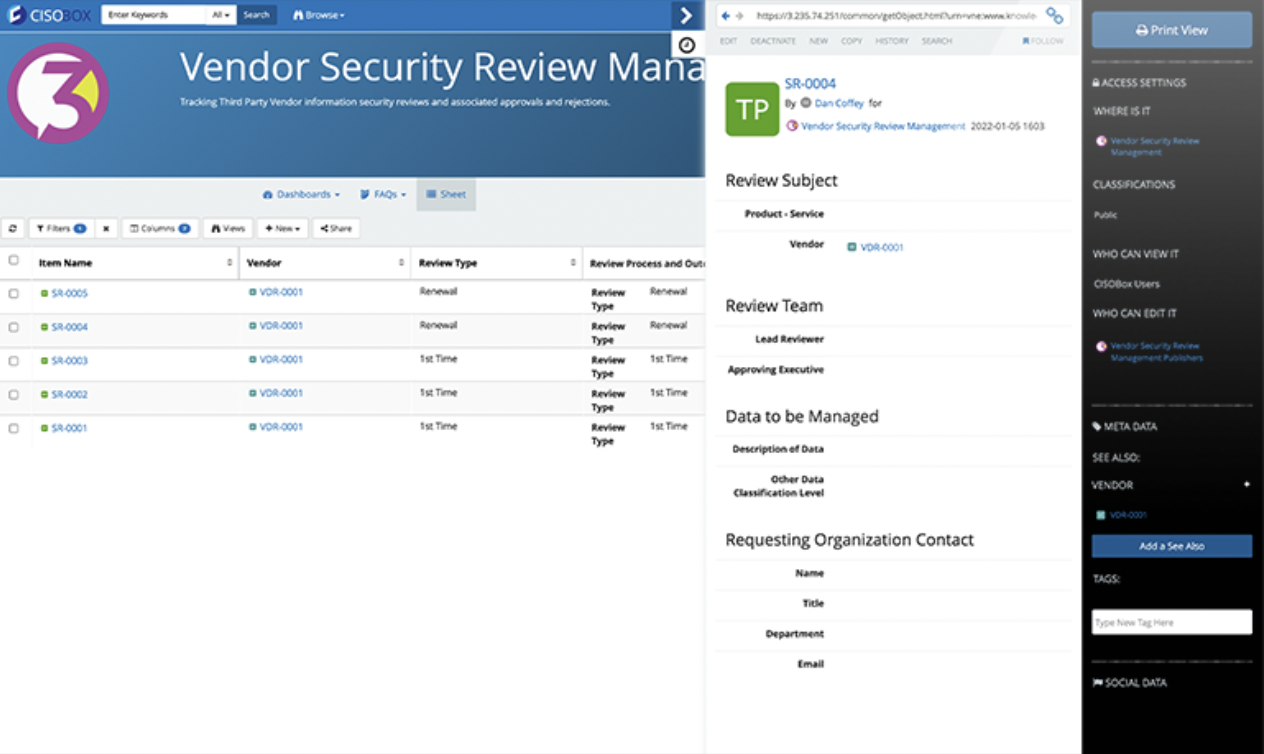 CISOBOX
Enter Keywords
All
Search
Browse
3
Vendor Security Review Mana
Tracking Third Party Vendor information security reviews and associated approvals and rejections.
Dashboards
FAQs
Sheet
Filters 1
Columns
Views
New
Share
Item Name Vendor Review Type Review Process and Outc
SR-0005 VDR-0001 Renewal Review Type Renewal
SR-0004 VDR-0001 Renewal Review Type Renewal
SR-0003 VDR-0001 1st Time Review Type 1st Time
SR-0002 VDR-0001 1st Time Review Type 1st Time
SR-0001 VDR-0001 1st Time Review Type 1st Time
https://3.235.74.251/common/getObject.html?urn=vne:www.knowle
EDIT DEACTIVATE NEW COPY HISTORY SEARCH FOLLOW
TP
SR-0004
By Dan Coffey for
Vendor Security Review Management 2022-01-05 1603
Review Subject
Product - Service
Vendor VDR-0001
Review Team
Lead Reviewer
Approving Executive
Data to be Managed
Description of Data
Other Data
Classification Level
Requesting Organization Contact
Name
Title
Department
Email
Print View
ACCESS SETTINGS
WHERE IS IT
Vendor Security Review
Management
CLASSIFICATIONS
Public
WHO CAN VIEW IT
CISOBox Users
WHO CAN EDIT IT
Vendor Security Review
Management Publishers
META DATA
SEE ALSO:
VENDOR +
VDR-0001
Add a See Also
TAGS:
Type New Tag Here
SOCIAL DATA